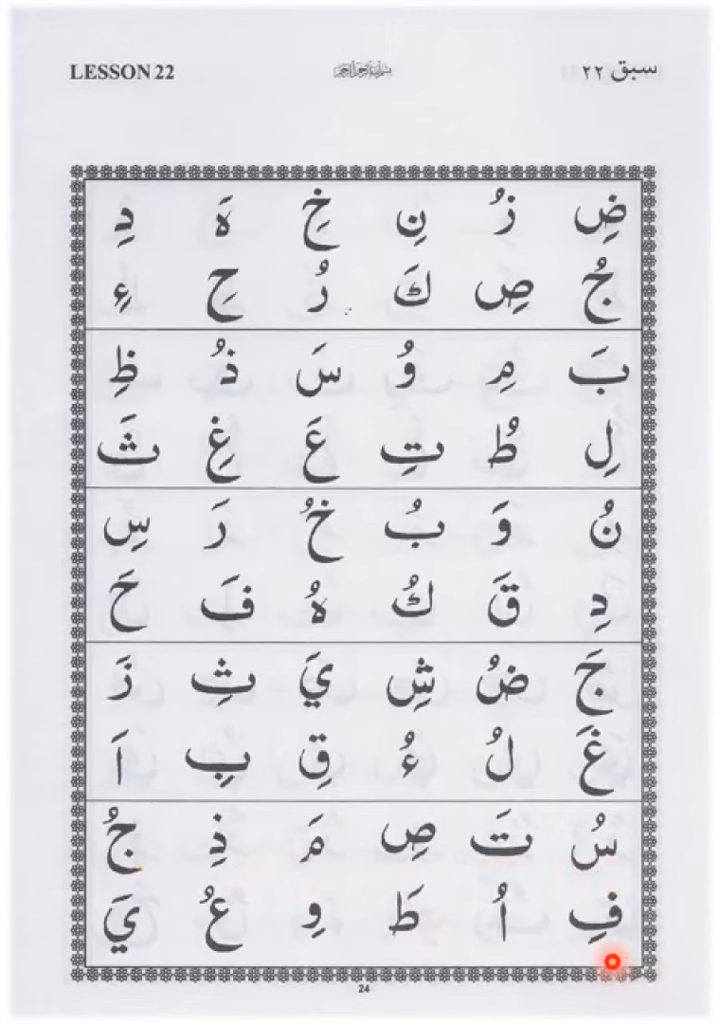 LESSON 22 سبق ٢٢
ضِ زُ نِ خِ هَ دِ
جُ صِ كَ رُ حِ ءِ
بَ مِ وُ سَ ذُ ظِ
لِ طُ تِ عَ غِ ثَ
نُ وَ بُ خُ رَ سِ
دِ قَ كُ هُ فَ حَ
جَ ضُ شِ يَ ثِ زَ
غَ لُ ءُ قِ بِ اَ
سُ تَ صِ مَ ذِ جُ
فِ اُ طَ وِ عُ يَ
24